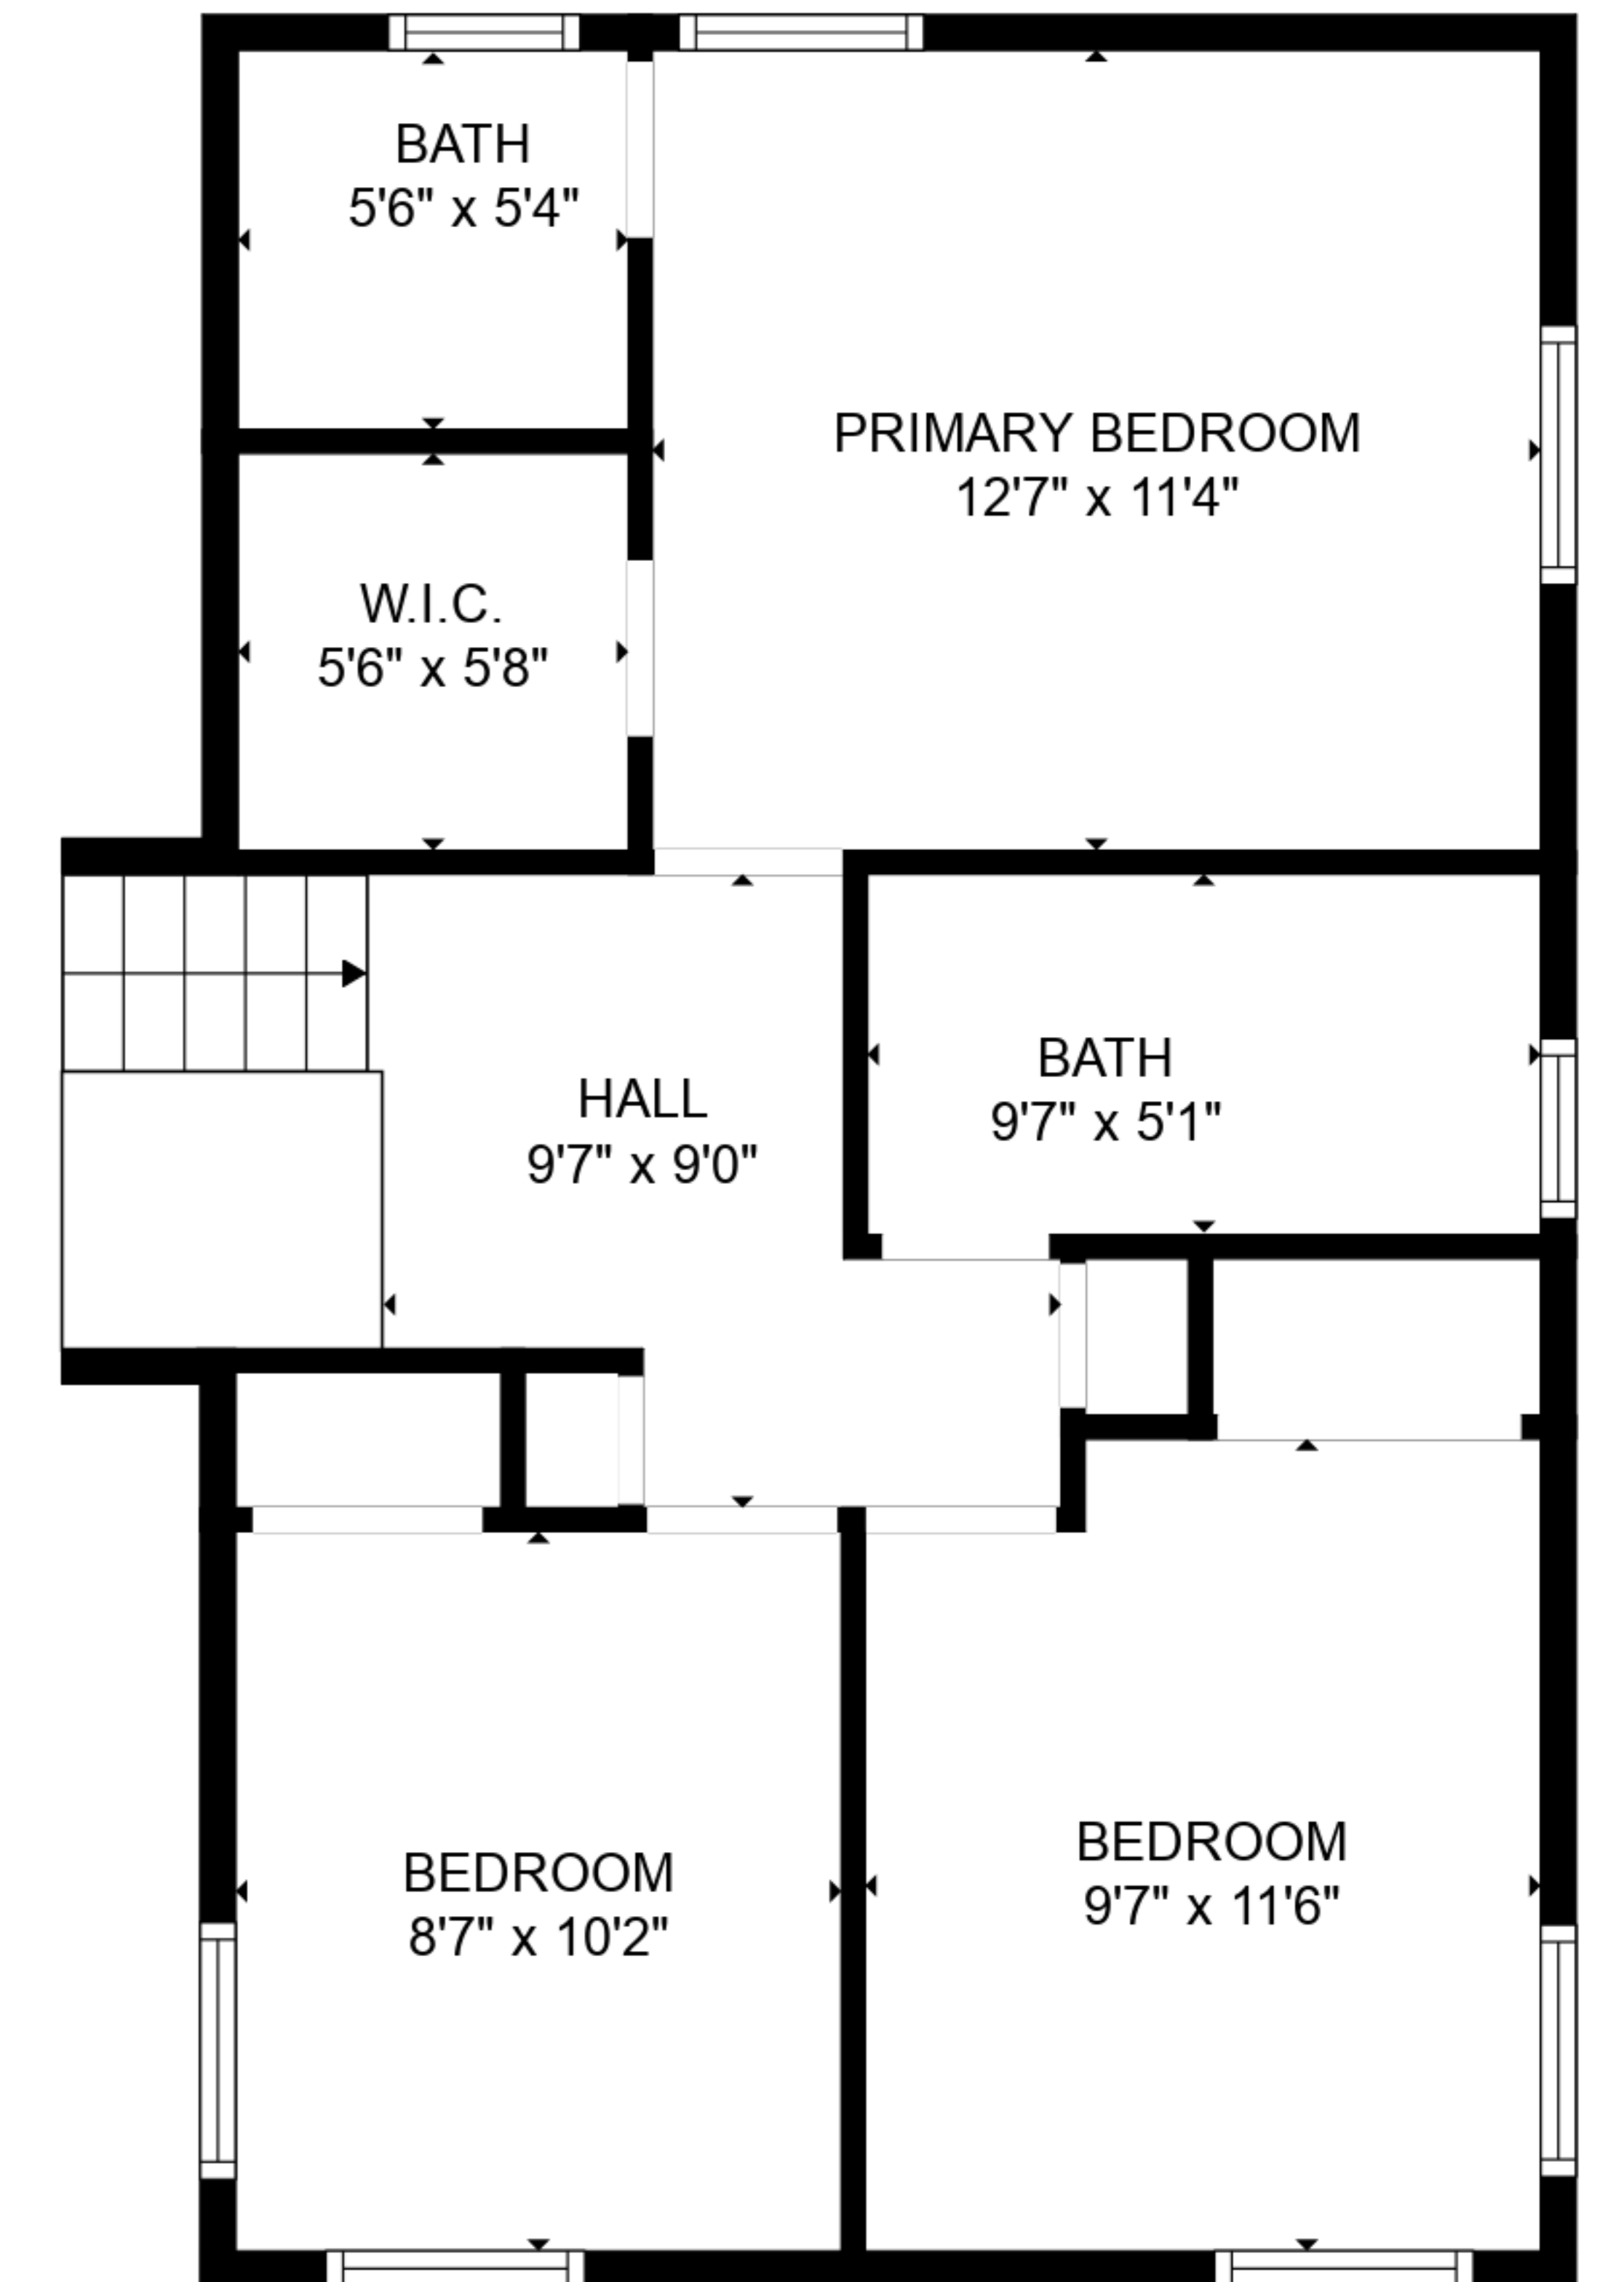 BATH
5'6" x 5'4"
PRIMARY BEDROOM
12'7" x 11'4"
W.I.C.
5'6" x 5'8"
HALL
9'7" x 9'0"
BATH
9'7" x 5'1"
BEDROOM
8'7" x 10'2"
BEDROOM
9'7" x 11'6"